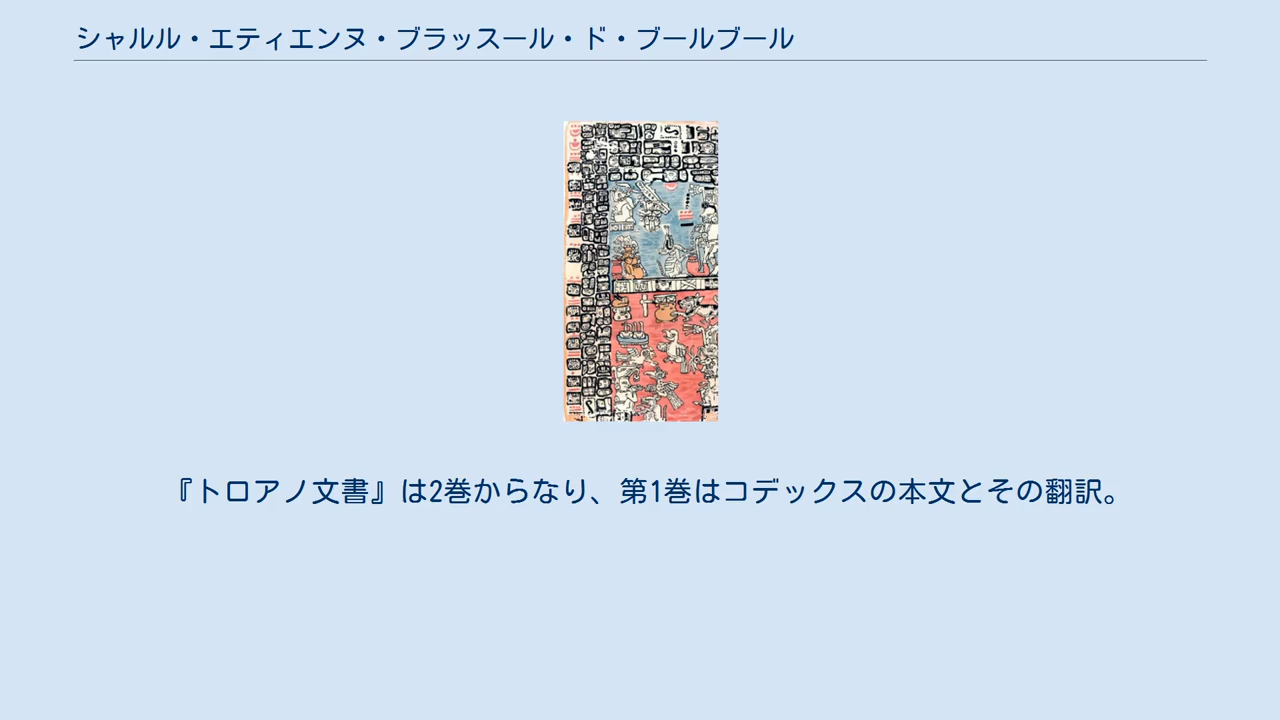 シャルル・エティエンヌ・ブラッスール・ド・ブールブール
『トロアノ文書』は2巻からなり、第1巻はコデックスの本文とその翻訳。